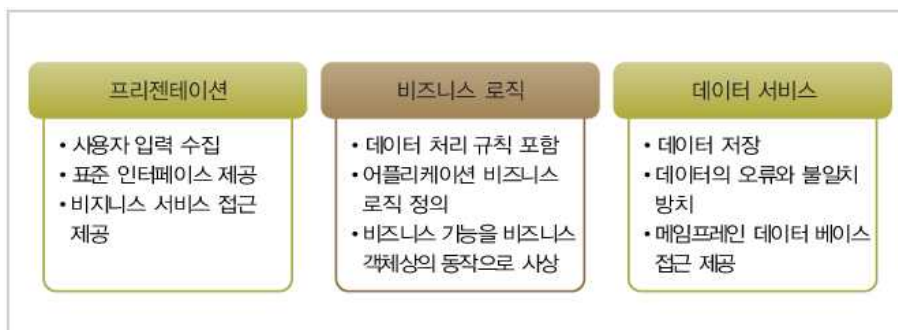 프리젠테이션
• 사용자 입력 수집
• 표준 인터페이스 제공
• 비지니스 서비스 접근
제공
비즈니스 로직
• 데이터 처리 규칙 포함
• 어플리케이션 비즈니스
로직 정의
• 비즈니스 기능을 비즈니스
객체상의 동작으로 사상
데이터 서비스
• 데이터 저장
• 데이터의 오류와 불일치
방치
• 메임프레인 데이터 베이스
접근 제공